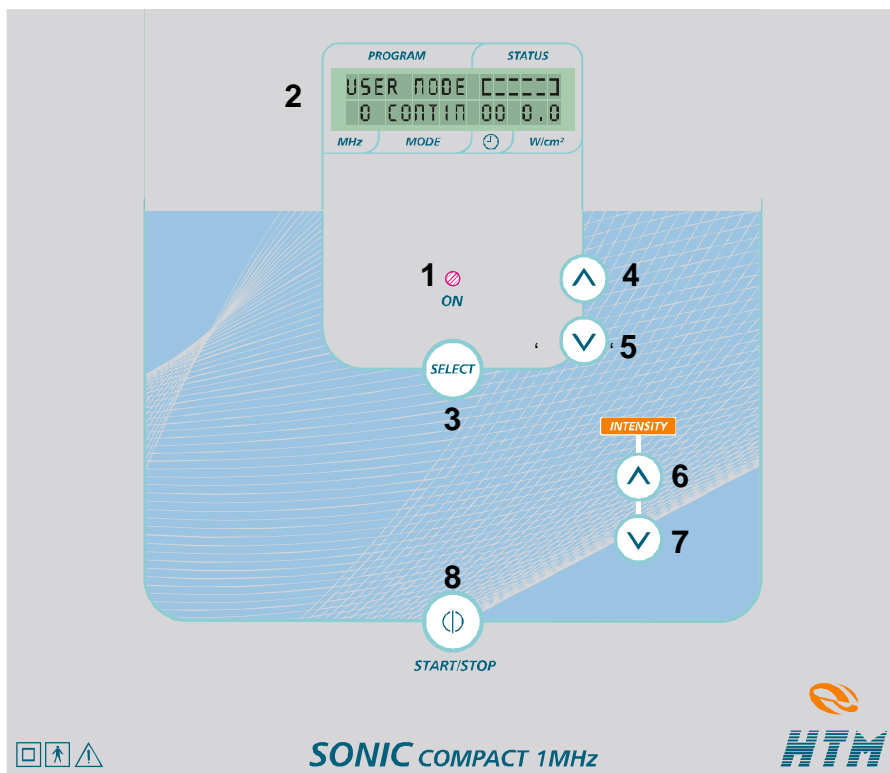 PROGRAM STATUS
2
USER MODE [----]
0 CONTIN 00 0.0
MHz MODE W/cm²
1
ON
4
‘ ‘ 5
SELECT
3
INTENSITY
6
7
8
START/STOP
SONIC COMPACT 1MHz
HTM